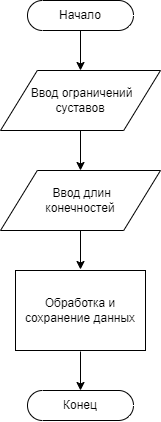 Начало
Ввод ограничений
суставов
Ввод длин
конечностей
Обработка и
сохранение данных
Конец